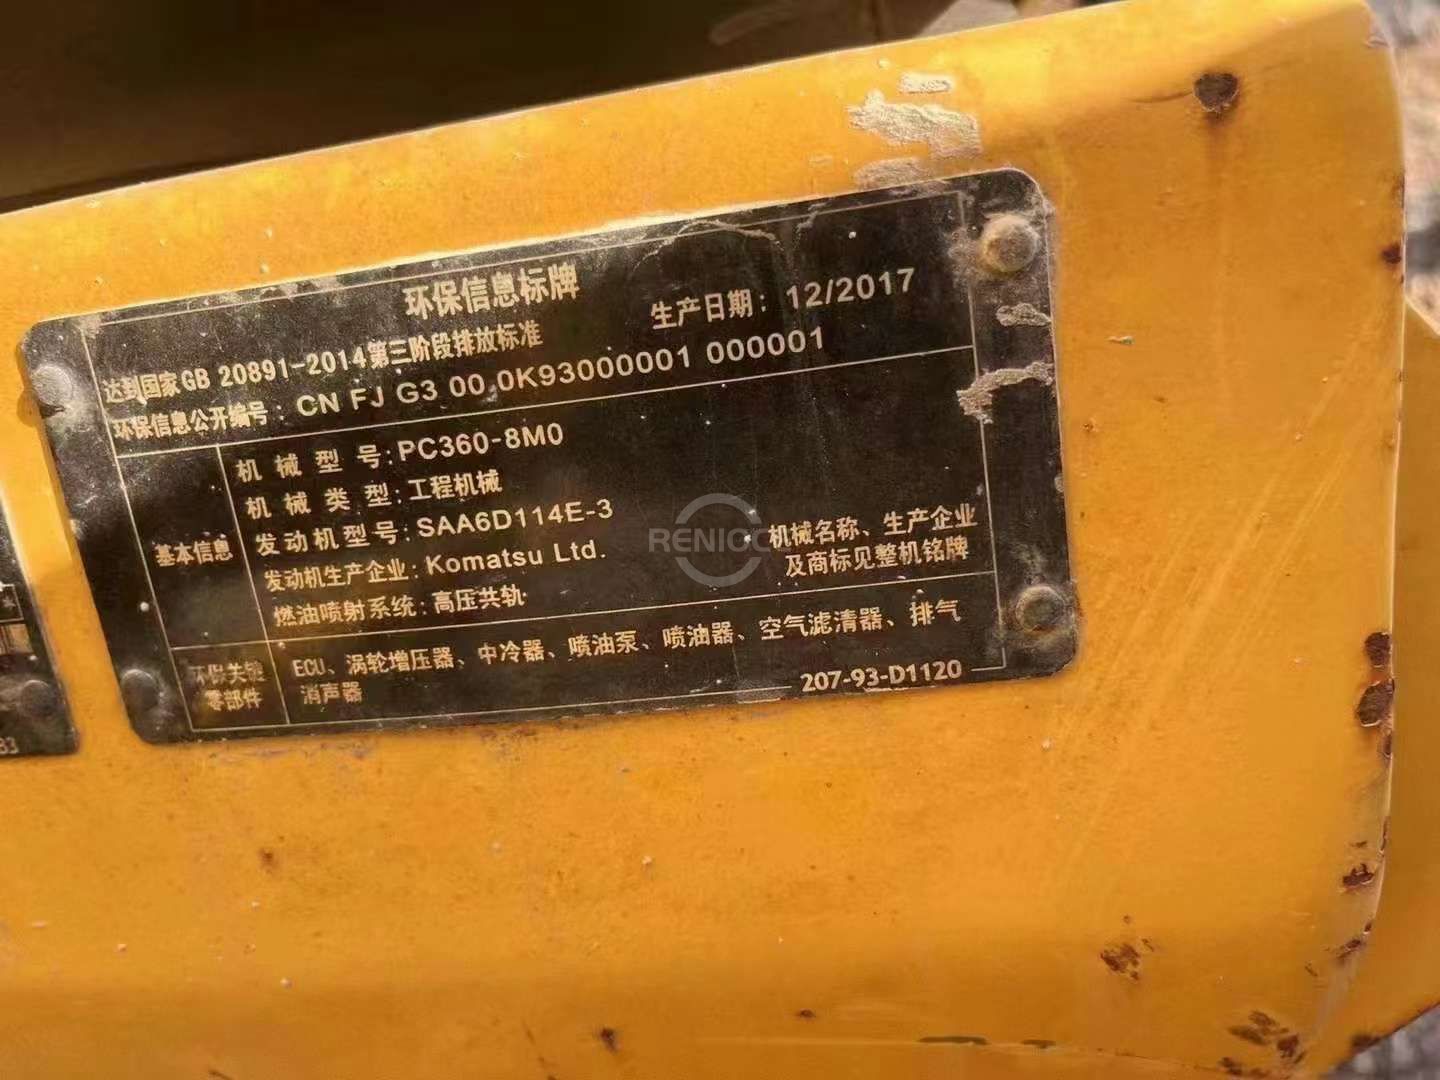 环保信息标牌
达到国家GB 20891-2014第三阶段排放标准
生产日期: 12/2017
环保信息公开编号: CN FJ G3 00 0K93000001 000001
基本信息
机械型号:PC360-8M0
机械类型:工程机械
发动机型号:SAA6D114E-3
发动机生产企业:Komatsu Ltd.
燃油喷射系统:高压共轨
机械名称、生产企业
及商标见整机铭牌
环保关键
零部件
ECU、涡轮增压器、中冷器、喷油泵、喷油器、空气滤清器、排气
消声器
207-93-D1120
RENICC
83